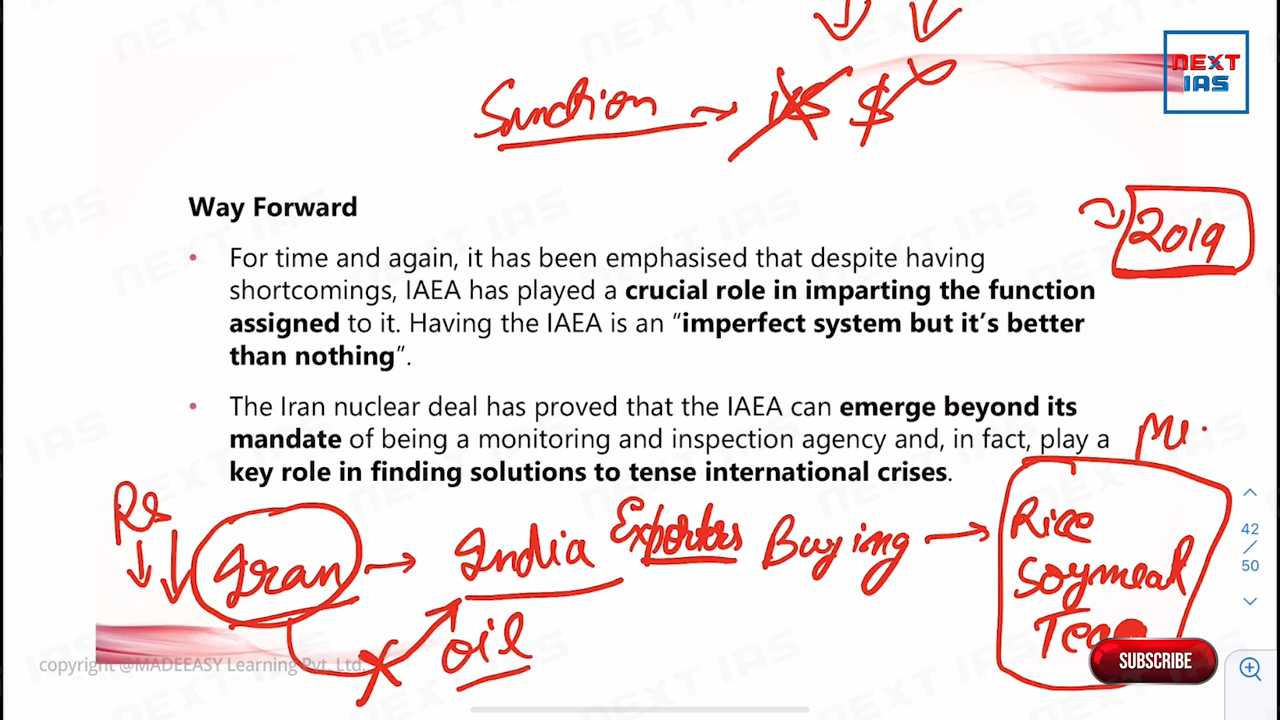 NEXT
IAS
Sanction → US $
2019
Way Forward
• For time and again, it has been emphasised that despite having
shortcomings, IAEA has played a crucial role in imparting the function
assigned to it. Having the IAEA is an “imperfect system but it’s better
than nothing”.
• The Iran nuclear deal has proved that the IAEA can emerge beyond its
mandate of being a monitoring and inspection agency and, in fact, play a
key role in finding solutions to tense international crises.
Rs
Iran → India Exporters Buying →
Rice
Soymeal
Tea
oil
42
/
50
copyright @MADEEASY Learning Pvt. Ltd.
SUBSCRIBE